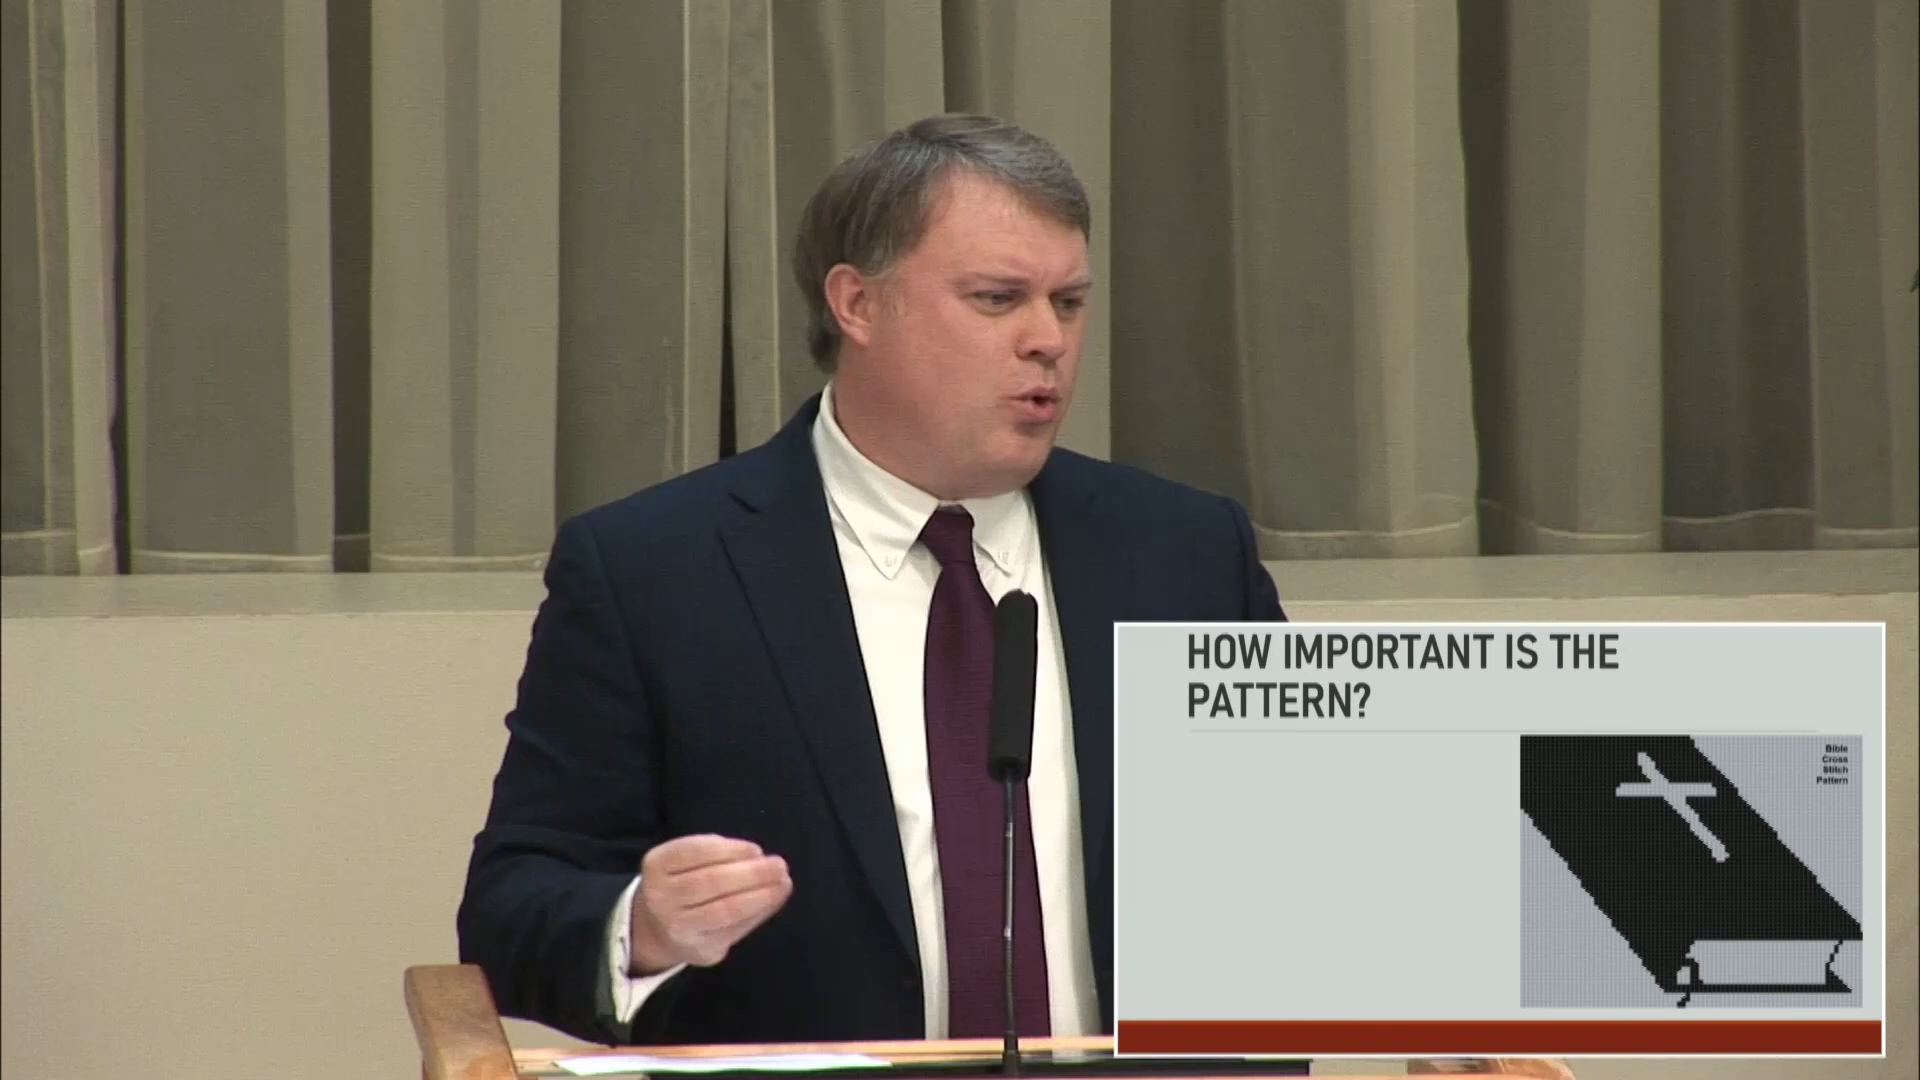 HOW IMPORTANT IS THE
PATTERN?
Bible
Cross
Stitch
Pattern